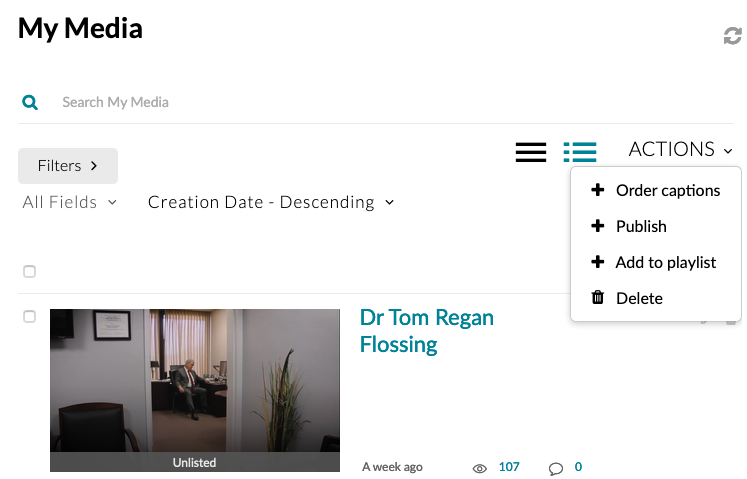 My Media
Search My Media
Filters
ACTIONS
All Fields
Creation Date - Descending
Order captions
Publish
Add to playlist
Delete
Dr Tom Regan
Flossing
Unlisted
A week ago
107
0